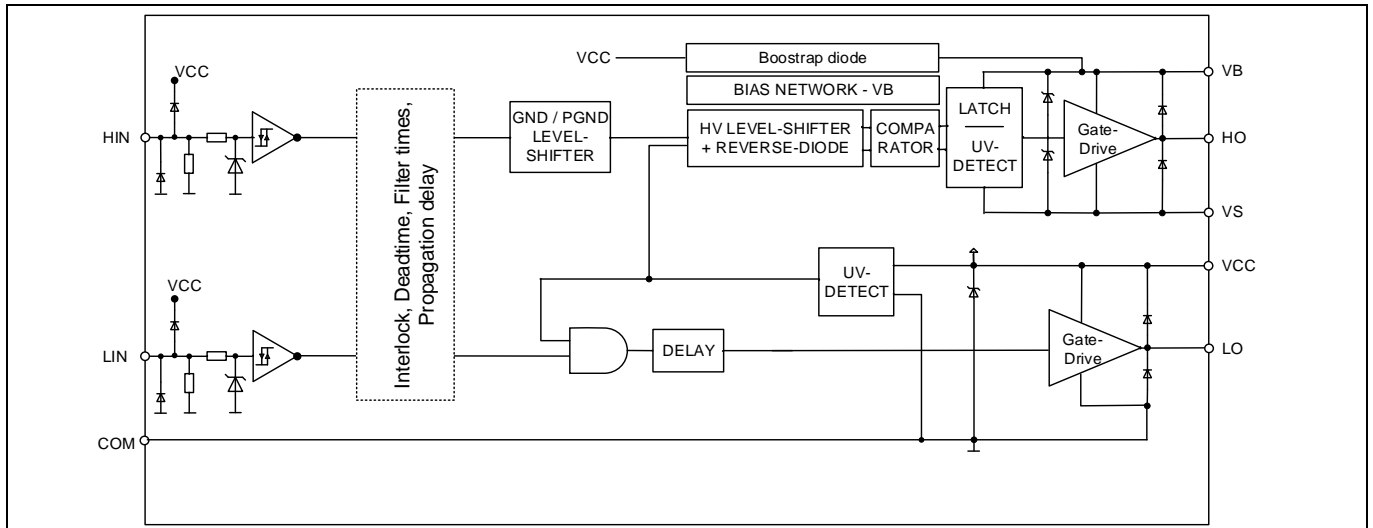 VCC
Boostrap diode
VB
VCC
BIAS NETWORK - VB
LATCH
UV-
DETECT
GND / PGND
LEVEL-
SHIFTER
HV LEVEL-SHIFTER
+ REVERSE-DIODE
COMPA
RATOR
Gate-
Drive
HIN
HO
VS
Interlock, Deadtime, Filter times,
Propagation delay
UV-
DETECT
VCC
VCC
LIN
DELAY
Gate-
Drive
LO
COM